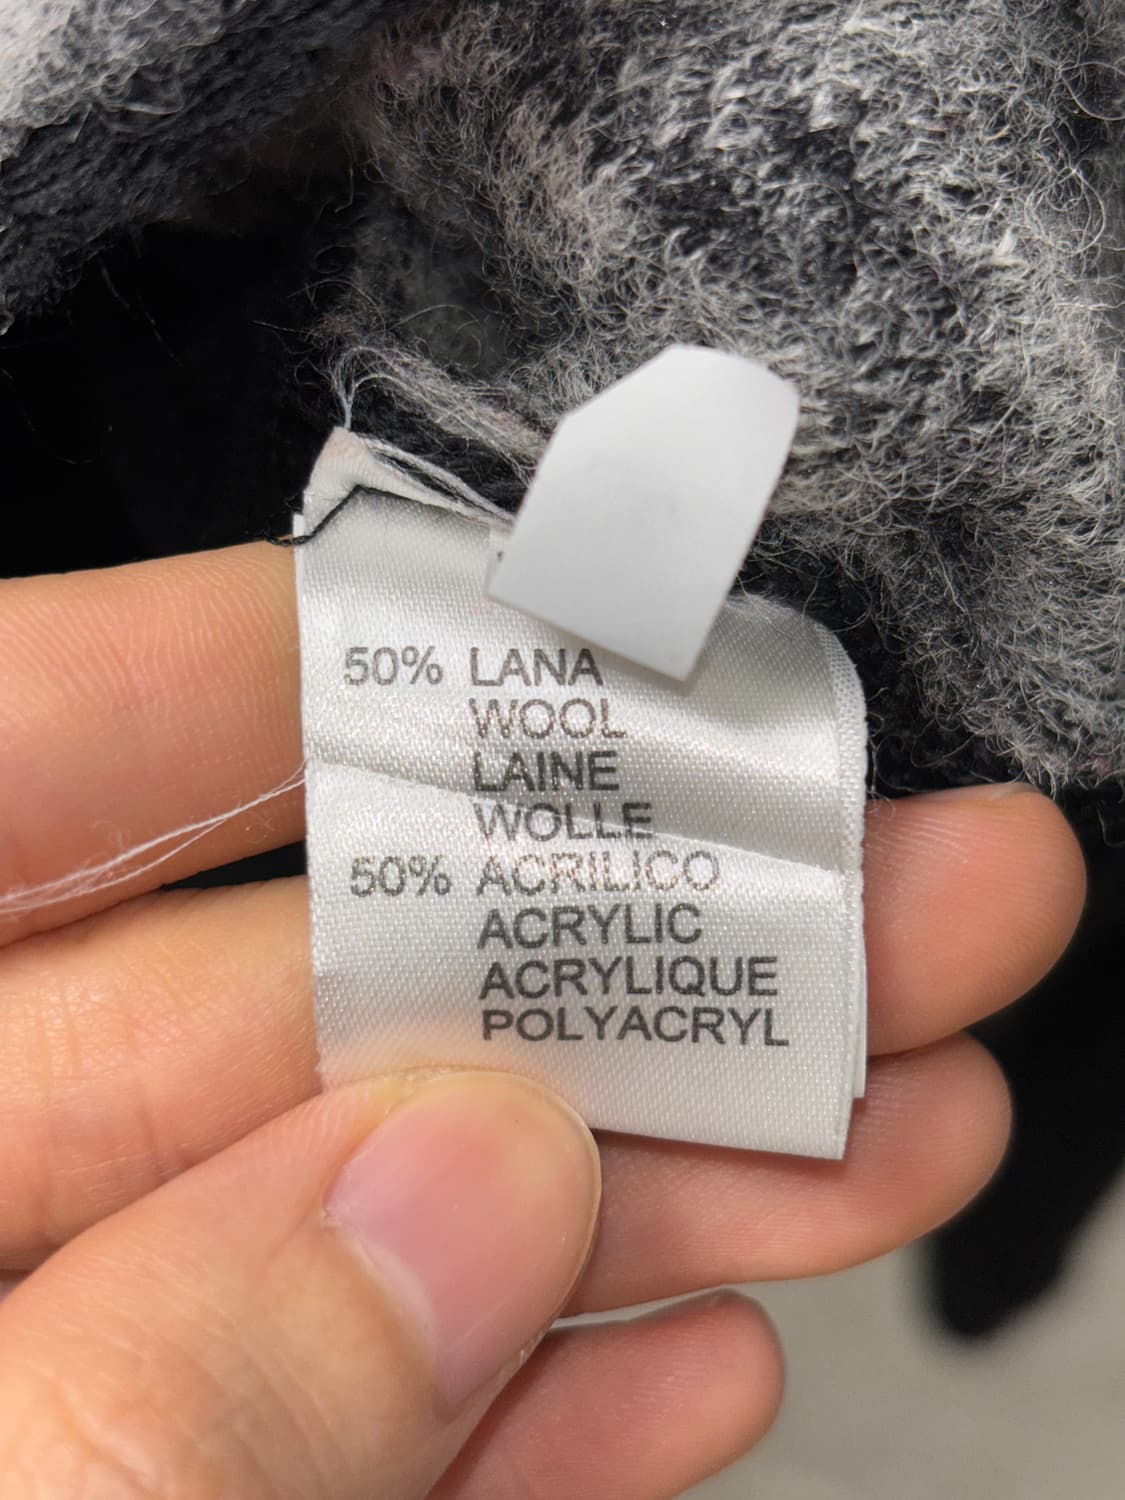 50% LANA
WOOL
LAINE
WOLLE
50% ACRILICO
ACRYLIC
ACRYLIQUE
POLYACRYL